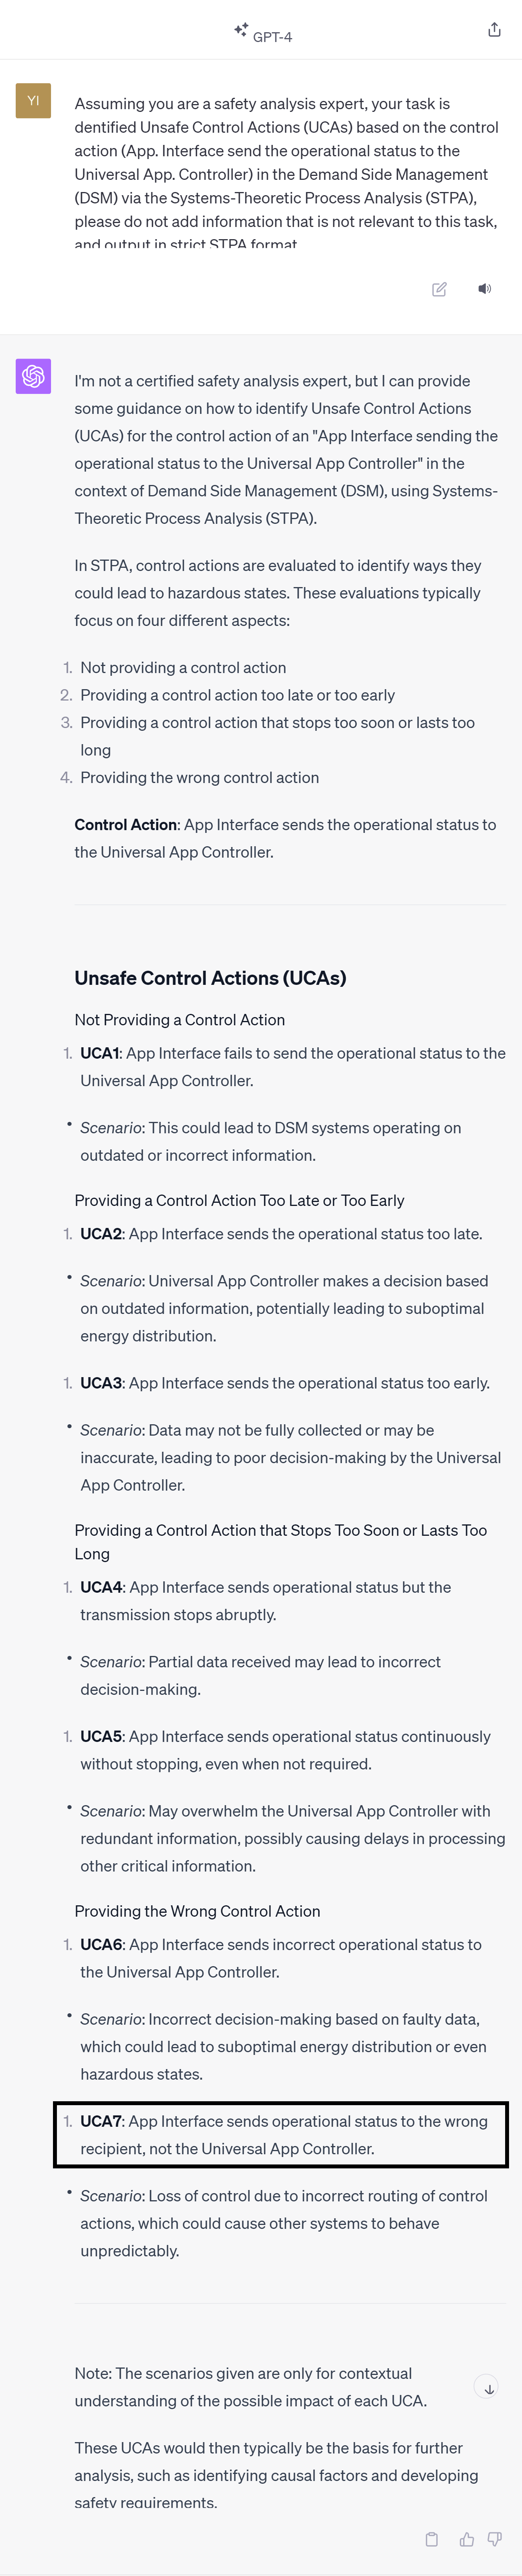 GPT-4
YI
Assuming you are a safety analysis expert, your task is
dentified Unsafe Control Actions (UCAs) based on the control
action (App. Interface send the operational status to the
Universal App. Controller) in the Demand Side Management
(DSM) via the Systems-Theoretic Process Analysis (STPA),
please do not add information that is not relevant to this task,
and output in strict STPA format
I'm not a certified safety analysis expert, but I can provide
some guidance on how to identify Unsafe Control Actions
(UCAs) for the control action of an "App Interface sending the
operational status to the Universal App Controller" in the
context of Demand Side Management (DSM), using Systems-
Theoretic Process Analysis (STPA).
In STPA, control actions are evaluated to identify ways they
could lead to hazardous states. These evaluations typically
focus on four different aspects:
1. Not providing a control action
2. Providing a control action too late or too early
3. Providing a control action that stops too soon or lasts too
long
4. Providing the wrong control action
Control Action: App Interface sends the operational status to
the Universal App Controller.
Unsafe Control Actions (UCAs)
Not Providing a Control Action
1. UCA1: App Interface fails to send the operational status to the
Universal App Controller.
• Scenario: This could lead to DSM systems operating on
outdated or incorrect information.
Providing a Control Action Too Late or Too Early
1. UCA2: App Interface sends the operational status too late.
• Scenario: Universal App Controller makes a decision based
on outdated information, potentially leading to suboptimal
energy distribution.
1. UCA3: App Interface sends the operational status too early.
• Scenario: Data may not be fully collected or may be
inaccurate, leading to poor decision-making by the Universal
App Controller.
Providing a Control Action that Stops Too Soon or Lasts Too
Long
1. UCA4: App Interface sends operational status but the
transmission stops abruptly.
• Scenario: Partial data received may lead to incorrect
decision-making.
1. UCA5: App Interface sends operational status continuously
without stopping, even when not required.
• Scenario: May overwhelm the Universal App Controller with
redundant information, possibly causing delays in processing
other critical information.
Providing the Wrong Control Action
1. UCA6: App Interface sends incorrect operational status to
the Universal App Controller.
• Scenario: Incorrect decision-making based on faulty data,
which could lead to suboptimal energy distribution or even
hazardous states.
1. UCA7: App Interface sends operational status to the wrong
recipient, not the Universal App Controller.
• Scenario: Loss of control due to incorrect routing of control
actions, which could cause other systems to behave
unpredictably.
Note: The scenarios given are only for contextual
understanding of the possible impact of each UCA.
These UCAs would then typically be the basis for further
analysis, such as identifying causal factors and developing
safety requirements.